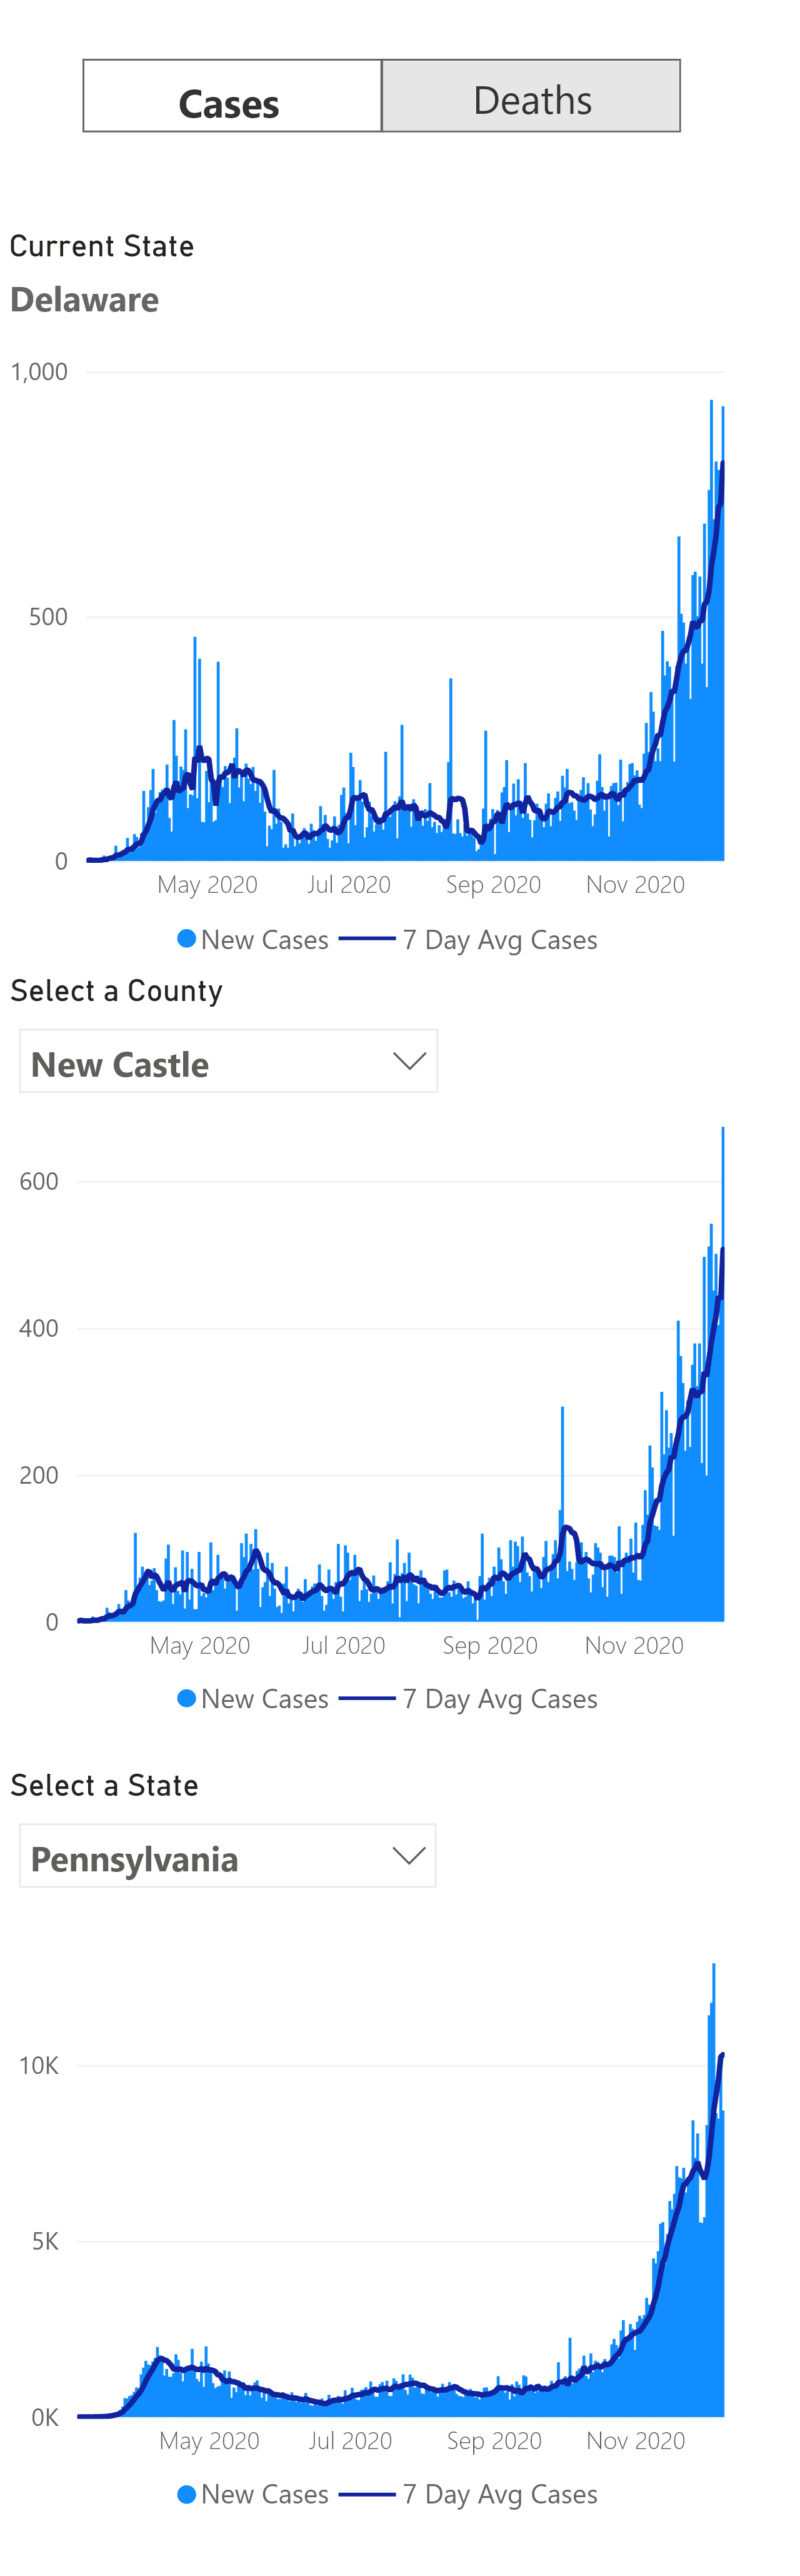 Cases Deaths
Current State
Delaware
1,000
500
0
May 2020 Jul 2020 Sep 2020 Nov 2020
New Cases 7 Day Avg Cases
Select a County
New Castle
600
400
200
0
May 2020 Jul 2020 Sep 2020 Nov 2020
New Cases 7 Day Avg Cases
Select a State
Pennsylvania
10K
5K
0K
May 2020 Jul 2020 Sep 2020 Nov 2020
New Cases 7 Day Avg Cases